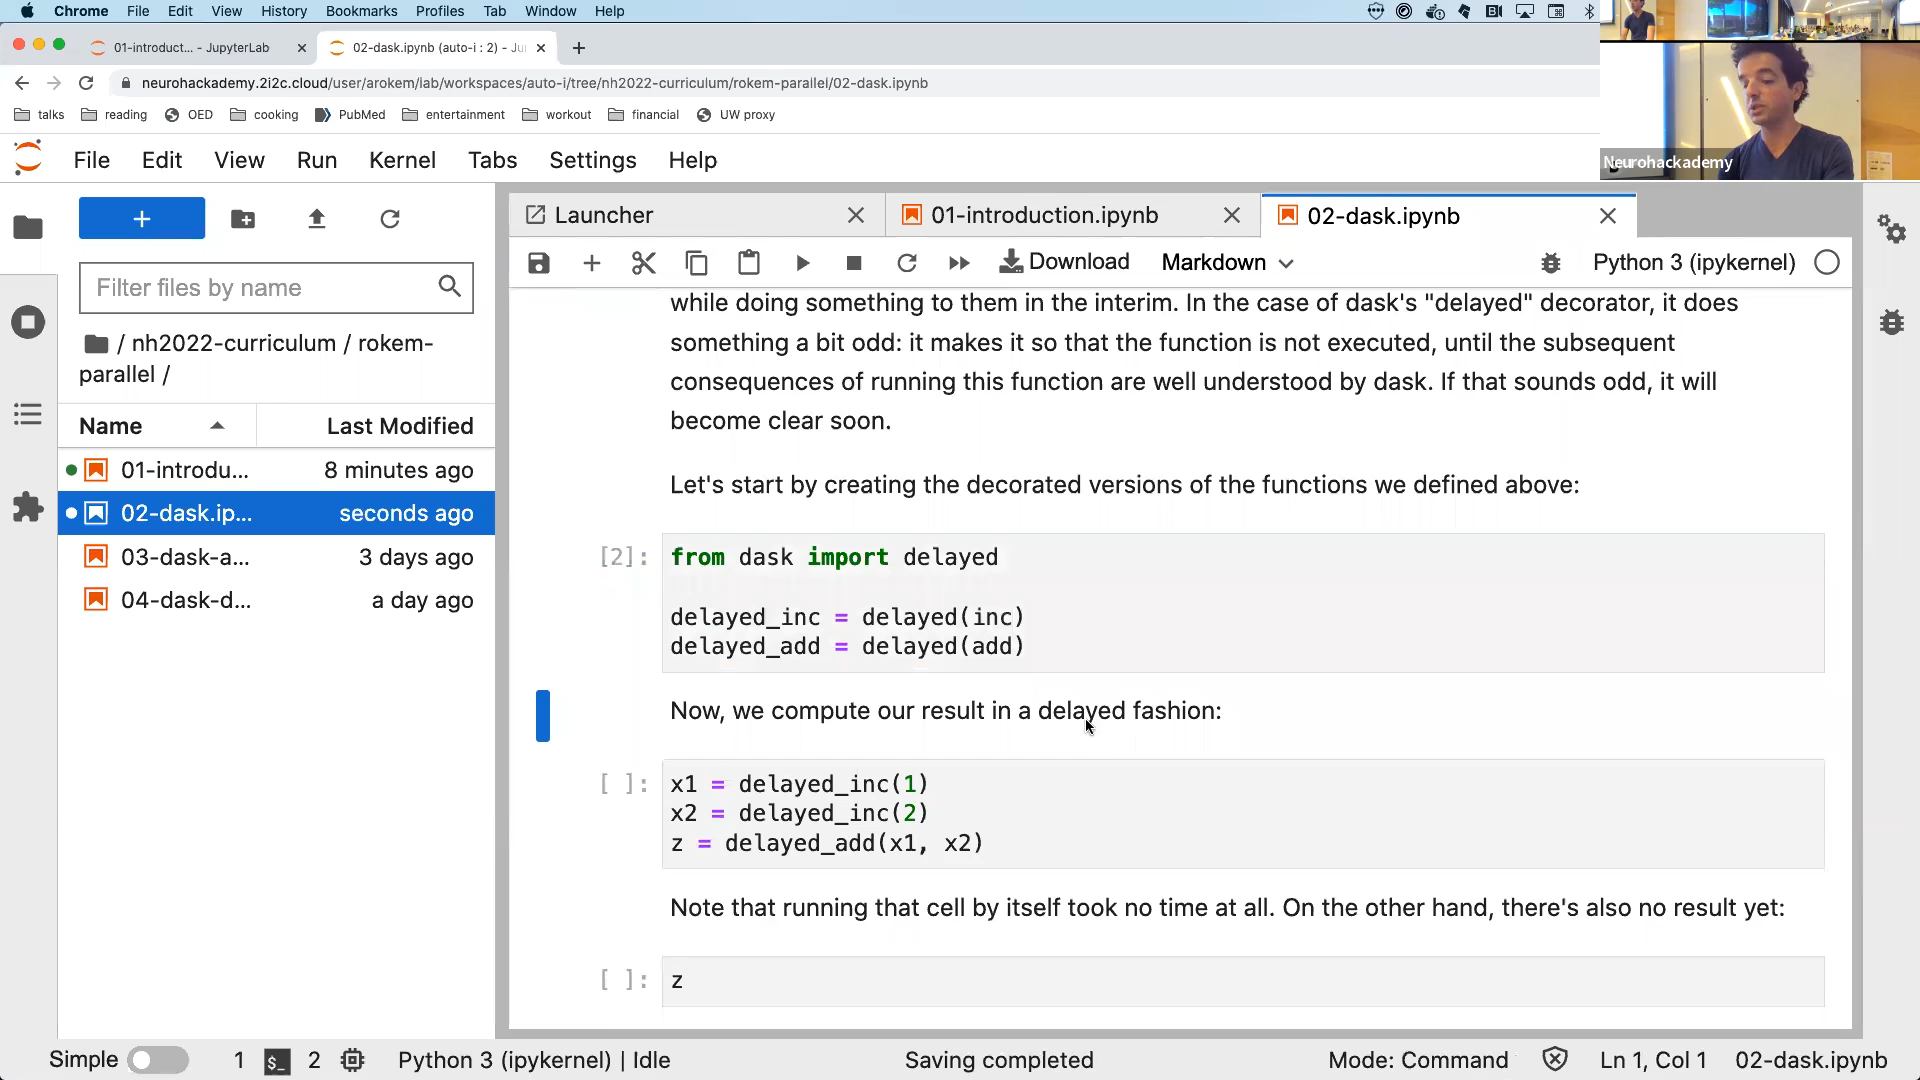 Chrome File Edit View History Bookmarks Profiles Tab Window Help
01-introduct... - JupyterLab
02-dask.ipynb (auto-i : 2) - Ju
neurohackademy.2i2c.cloud/user/arokem/lab/workspaces/auto-i/tree/nh2022-curriculum/rokem-parallel/02-dask.ipynb
talks reading OED cooking PubMed entertainment workout financial UW proxy
Neurohackademy
File Edit View Run Kernel Tabs Settings Help
+
Filter files by name
/ nh2022-curriculum / rokem-
parallel /
Name Last Modified
01-introdu... 8 minutes ago
02-dask.ip... seconds ago
03-dask-a... 3 days ago
04-dask-d... a day ago
Launcher
01-introduction.ipynb
02-dask.ipynb
Download Markdown Python 3 (ipykernel)
while doing something to them in the interim. In the case of dask's "delayed" decorator, it does
something a bit odd: it makes it so that the function is not executed, until the subsequent
consequences of running this function are well understood by dask. If that sounds odd, it will
become clear soon.
Let's start by creating the decorated versions of the functions we defined above:
[2]: from dask import delayed
delayed_inc = delayed(inc)
delayed_add = delayed(add)
Now, we compute our result in a delayed fashion:
[ ]: x1 = delayed_inc(1)
x2 = delayed_inc(2)
z = delayed_add(x1, x2)
Note that running that cell by itself took no time at all. On the other hand, there's also no result yet:
[ ]: z
Simple 1 $_ 2 Python 3 (ipykernel) | Idle Saving completed Mode: Command Ln 1, Col 1 02-dask.ipynb